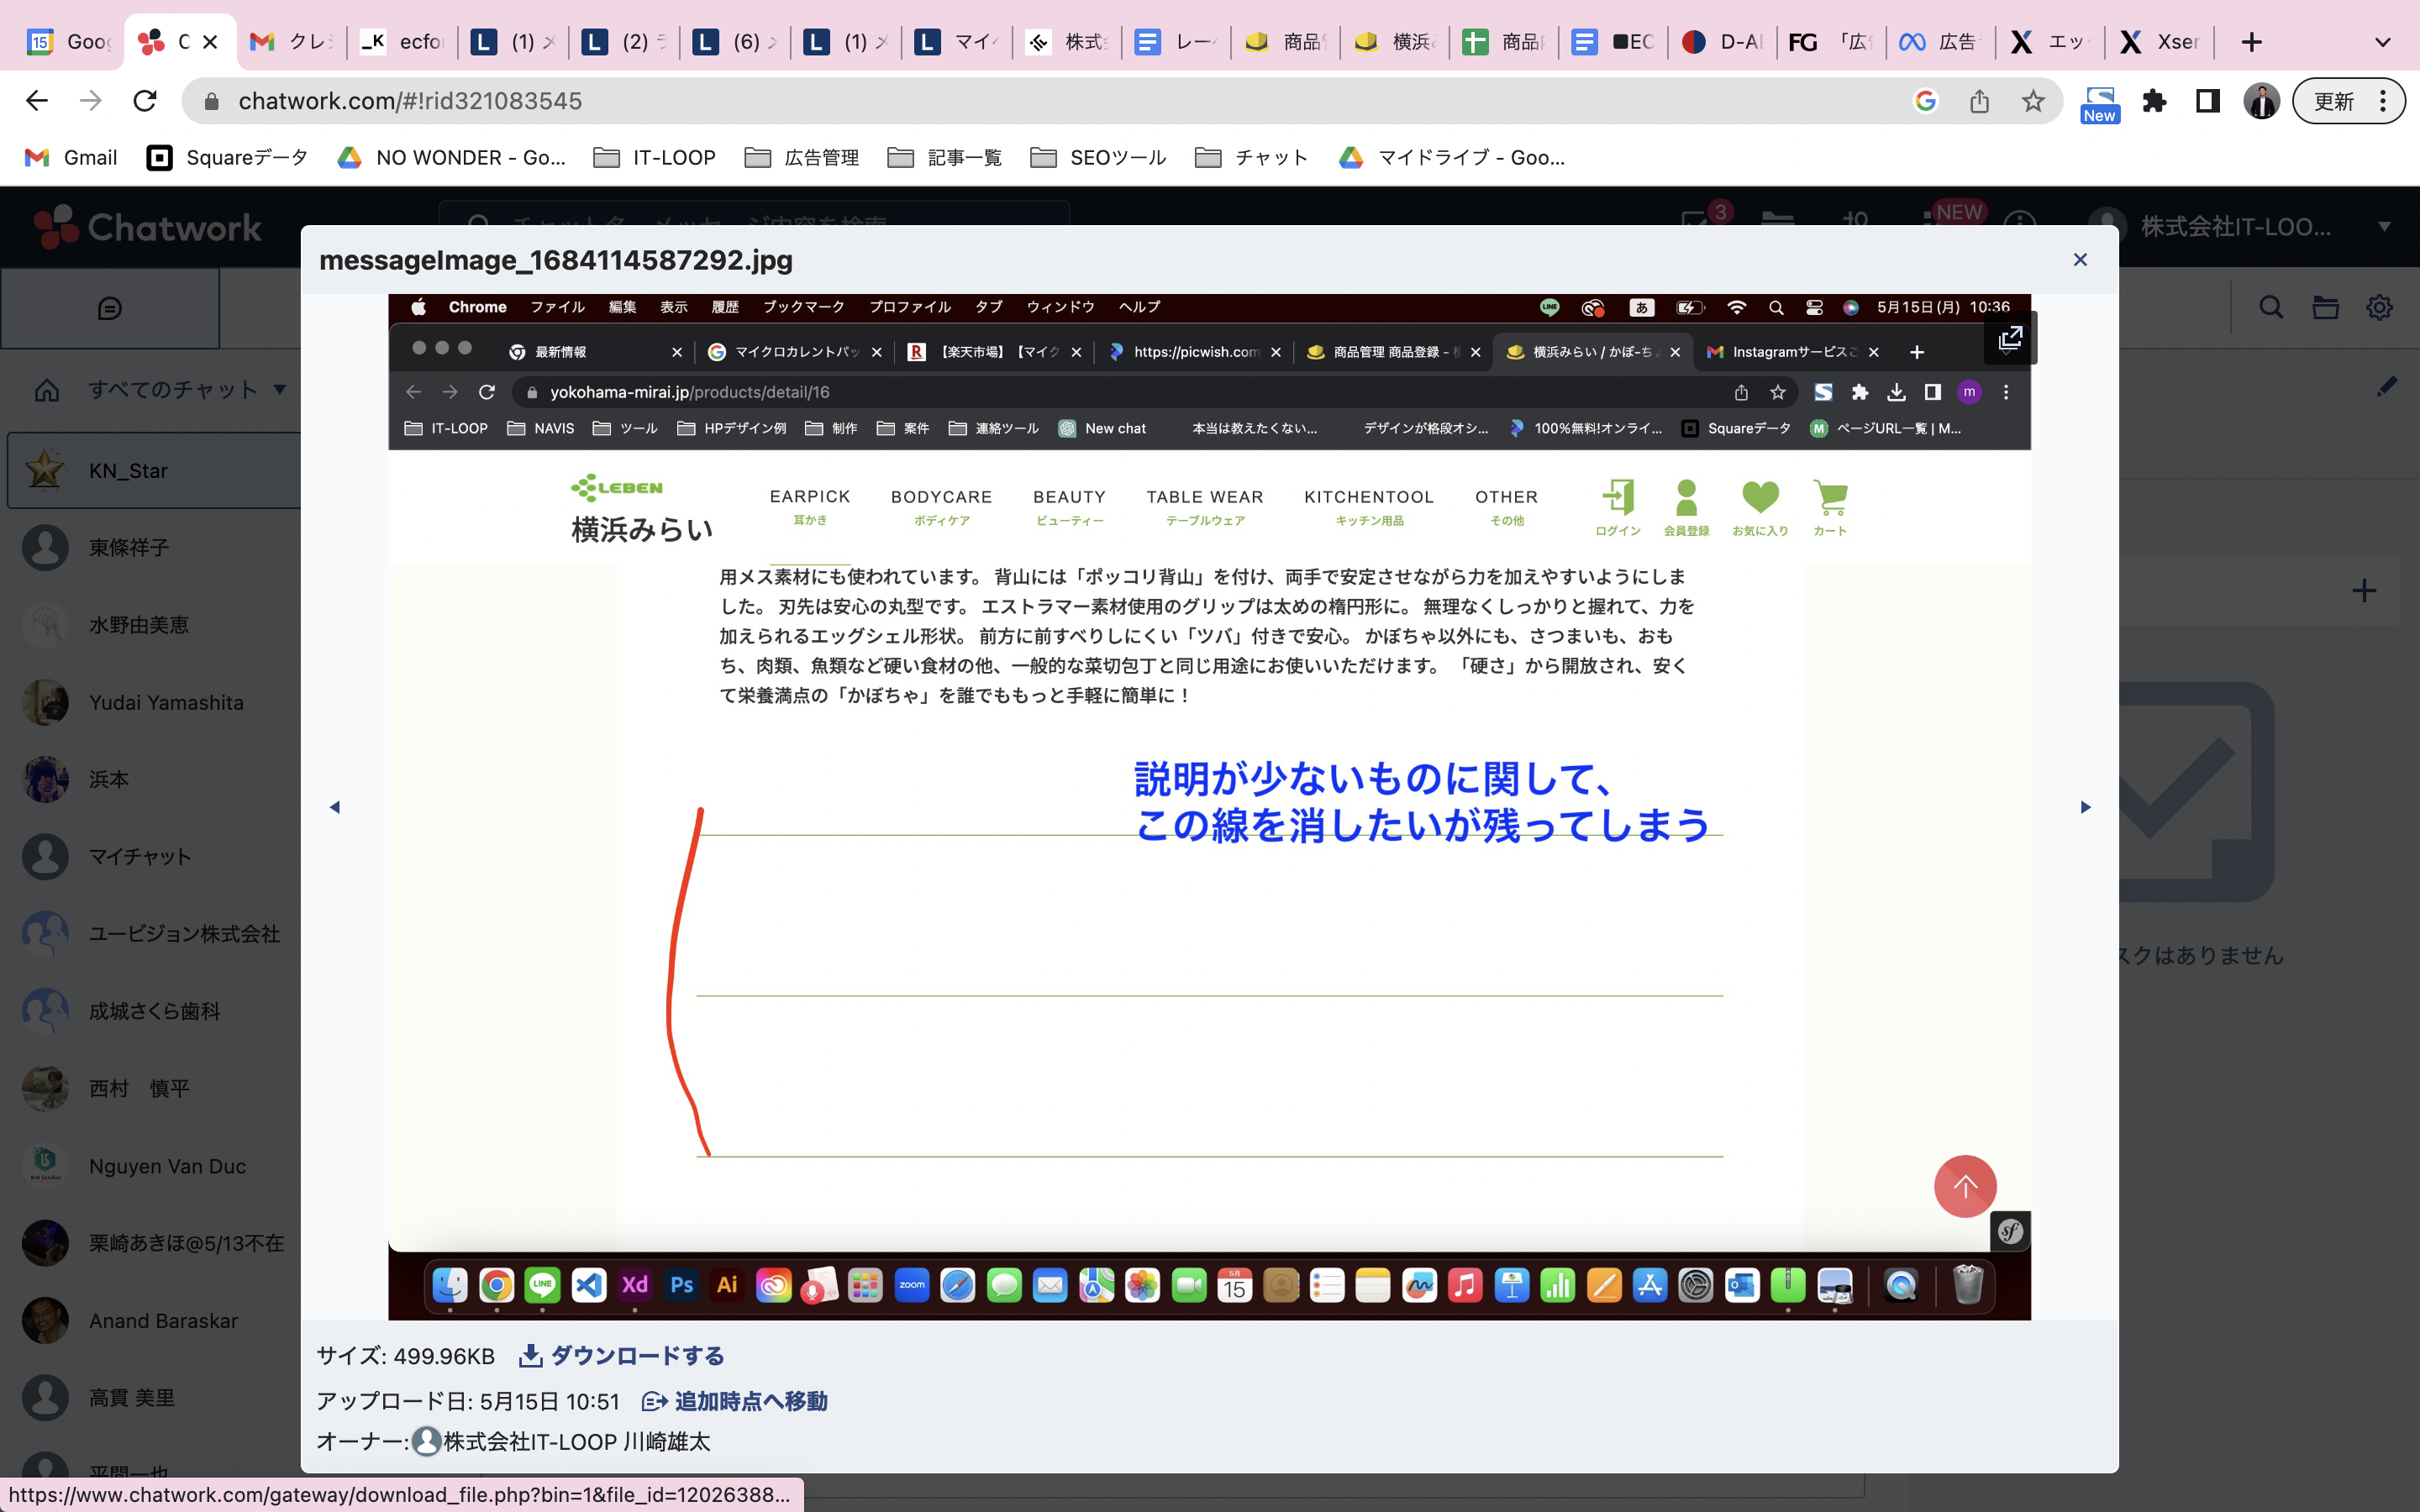 15
Goo
C
クレジ
_K
ecfo
L
(1)
L
(2)
L
(6)
L
(1)
L
マイ
株式
レー
商品
横浜
商品
■EC
D-A
FG
「広
広告
エッ
Xser
chatwork.com/#!rid321083545
New
更新
Gmail
Squareデータ
NO WONDER - Go...
IT-LOOP
広告管理
記事一覧
SEOツール
チャット
マイドライブ - Goo...
Chatwork
チャット名、メッセージ内容を検索
3
NEW
株式会社IT-LOO...
messageImage_1684114587292.jpg
すべてのチャット
KN_Star
東條祥子
水野由美恵
Yudai Yamashita
浜本
マイチャット
ユービジョン株式会社
成城さくら歯科
西村 慎平
Nguyen Van Duc
栗崎あきほ@5/13不在
Anand Baraskar
高貫 美里
平間一也
スクはありません
Chrome ファイル 編集 表示 履歴 ブックマーク プロファイル タブ ウィンドウ ヘルプ
LINE
あ
5月15日(月) 10:36
最新情報
マイクロカレントパッ
R
【楽天市場】【マイク
https://picwish.com
商品管理 商品登録 -
横浜みらい / かぼ-ち
Instagramサービスご
yokohama-mirai.jp/products/detail/16
m
IT-LOOP
NAVIS
ツール
HPデザイン例
制作
案件
連絡ツール
New chat
本当は教えたくない...
デザインが格段オシ...
100%無料!オンライ...
Squareデータ
M
ページURL一覧 | M...
LEBEN
横浜みらい
EARPICK
耳かき
BODYCARE
ボディケア
BEAUTY
ビューティー
TABLE WEAR
テーブルウェア
KITCHENTOOL
キッチン用品
OTHER
その他
ログイン
会員登録
お気に入り
カート
用メス素材にも使われています。 背山には「ポッコリ背山」を付け、両手で安定させながら力を加えやすいようにしま
した。 刃先は安心の丸型です。 エストラマー素材使用のグリップは太めの楕円形に。 無理なくしっかりと握れて、力を
加えられるエッグシェル形状。 前方に前すべりしにくい「ツバ」付きで安心。 かぼちゃ以外にも、さつまいも、おも
ち、肉類、魚類など硬い食材の他、一般的な菜切包丁と同じ用途にお使いいただけます。 「硬さ」から開放され、安く
て栄養満点の「かぼちゃ」を誰でももっと手軽に簡単に！
説明が少ないものに関して、
この線を消したいが残ってしまう
sf
LINE
Xd
Ps
Ai
zoom
5月
15
サイズ: 499.96KB
ダウンロードする
アップロード日: 5月15日 10:51
追加時点へ移動
オーナー:
株式会社IT-LOOP 川崎雄太
https://www.chatwork.com/gateway/download_file.php?bin=1&file_id=12026388...